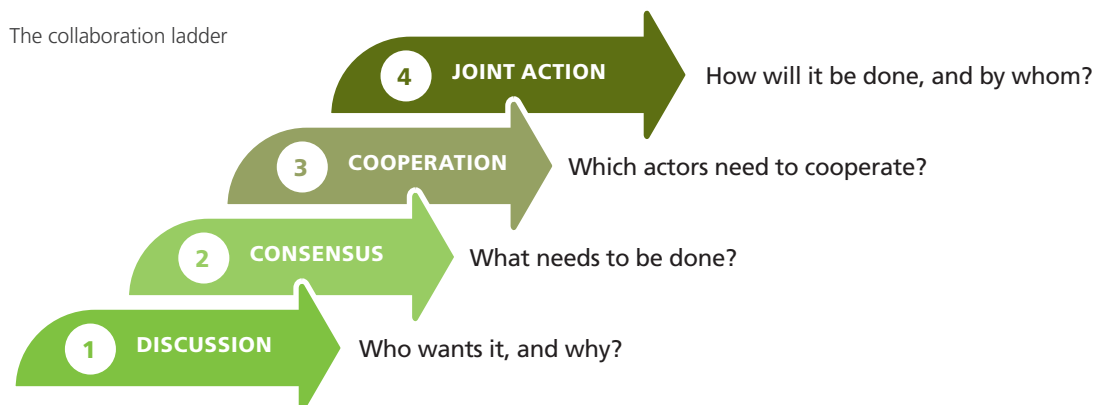 The collaboration ladder
4 JOINT ACTION How will it be done, and by whom?
3 COOPERATION Which actors need to cooperate?
2 CONSENSUS What needs to be done?
1 DISCUSSION Who wants it, and why?